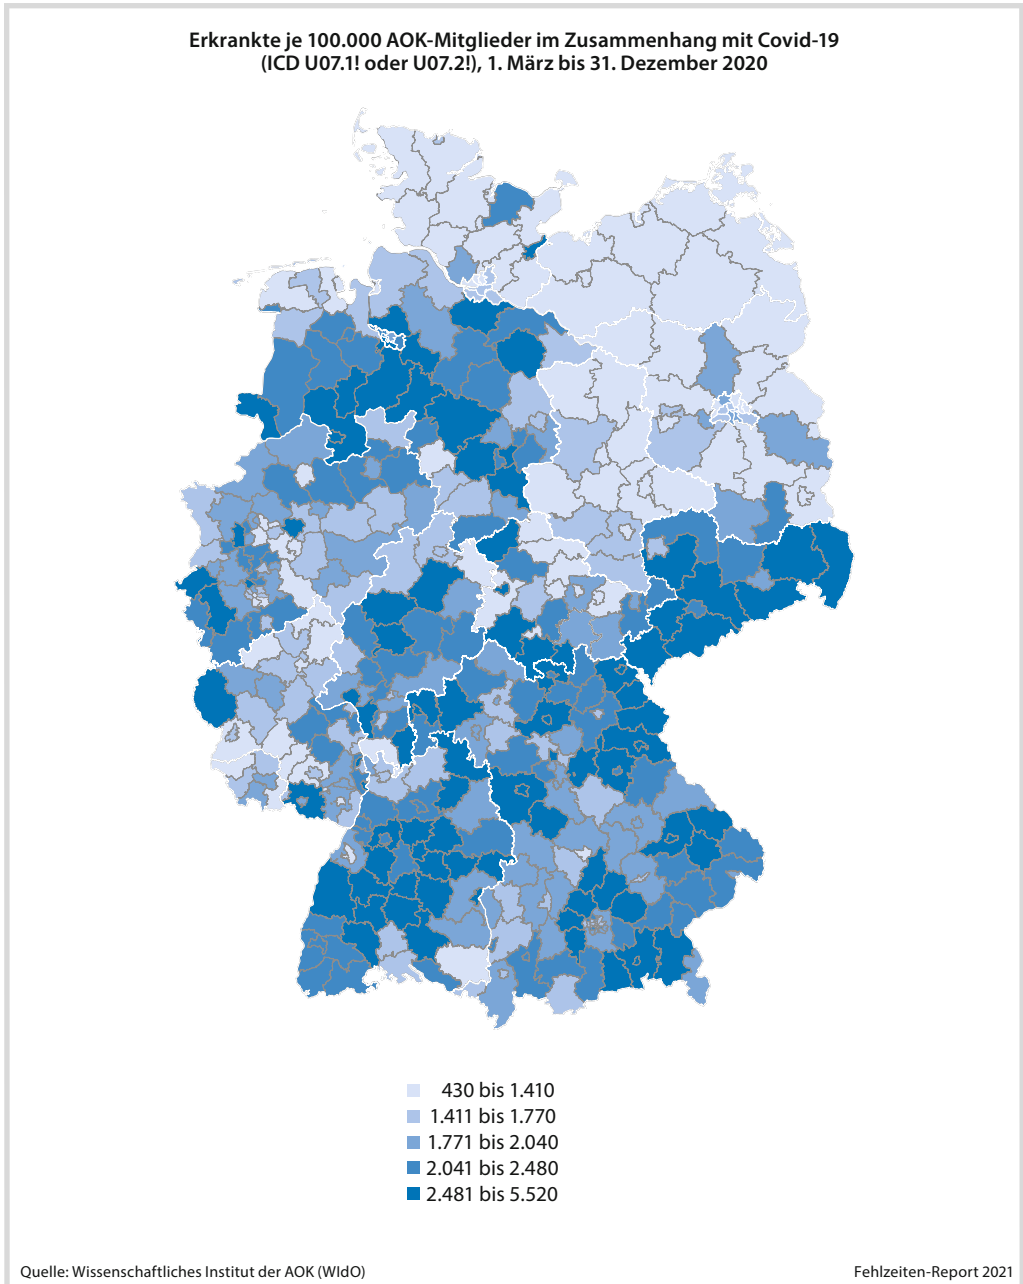 Erkrankte je 100.000 AOK-Mitglieder im Zusammenhang mit Covid-19
(ICD U07.1! oder U07.2!), 1. März bis 31. Dezember 2020
430 bis 1.410
1.411 bis 1.770
1.771 bis 2.040
2.041 bis 2.480
2.481 bis 5.520
Quelle: Wissenschaftliches Institut der AOK (WIdO)
Fehlzeiten-Report 2021